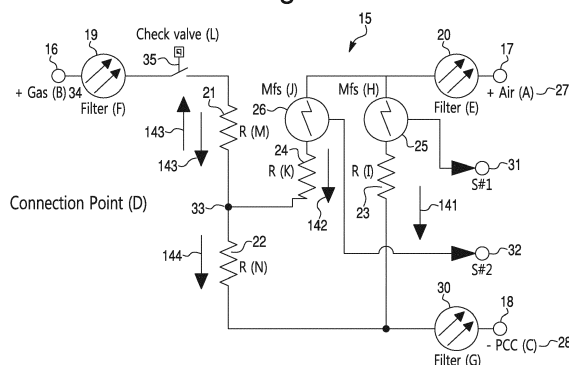 15
16
19
Check valve (L)
35
20
17
+ Gas (B) 34
Filter (F)
21
R (M)
Mfs (J)
26
Mfs (H)
25
Filter (E)
+ Air (A) 27
143
143
24
R (K)
R (I)
23
31
S#1
Connection Point (D)
33
142
141
144
22
R (N)
32
S#2
30
18
- PCC (C) 28
Filter (G)